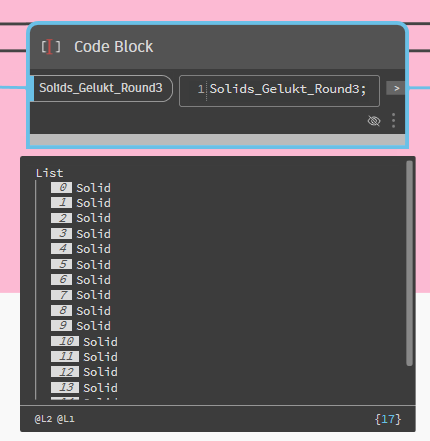 [|] Code Block
Solids_Gelukt_Round3
1 Solids_Gelukt_Round3;
>
List
0 Solid
1 Solid
2 Solid
3 Solid
4 Solid
5 Solid
6 Solid
7 Solid
8 Solid
9 Solid
10 Solid
11 Solid
12 Solid
13 Solid
@L2 @L1
{17}